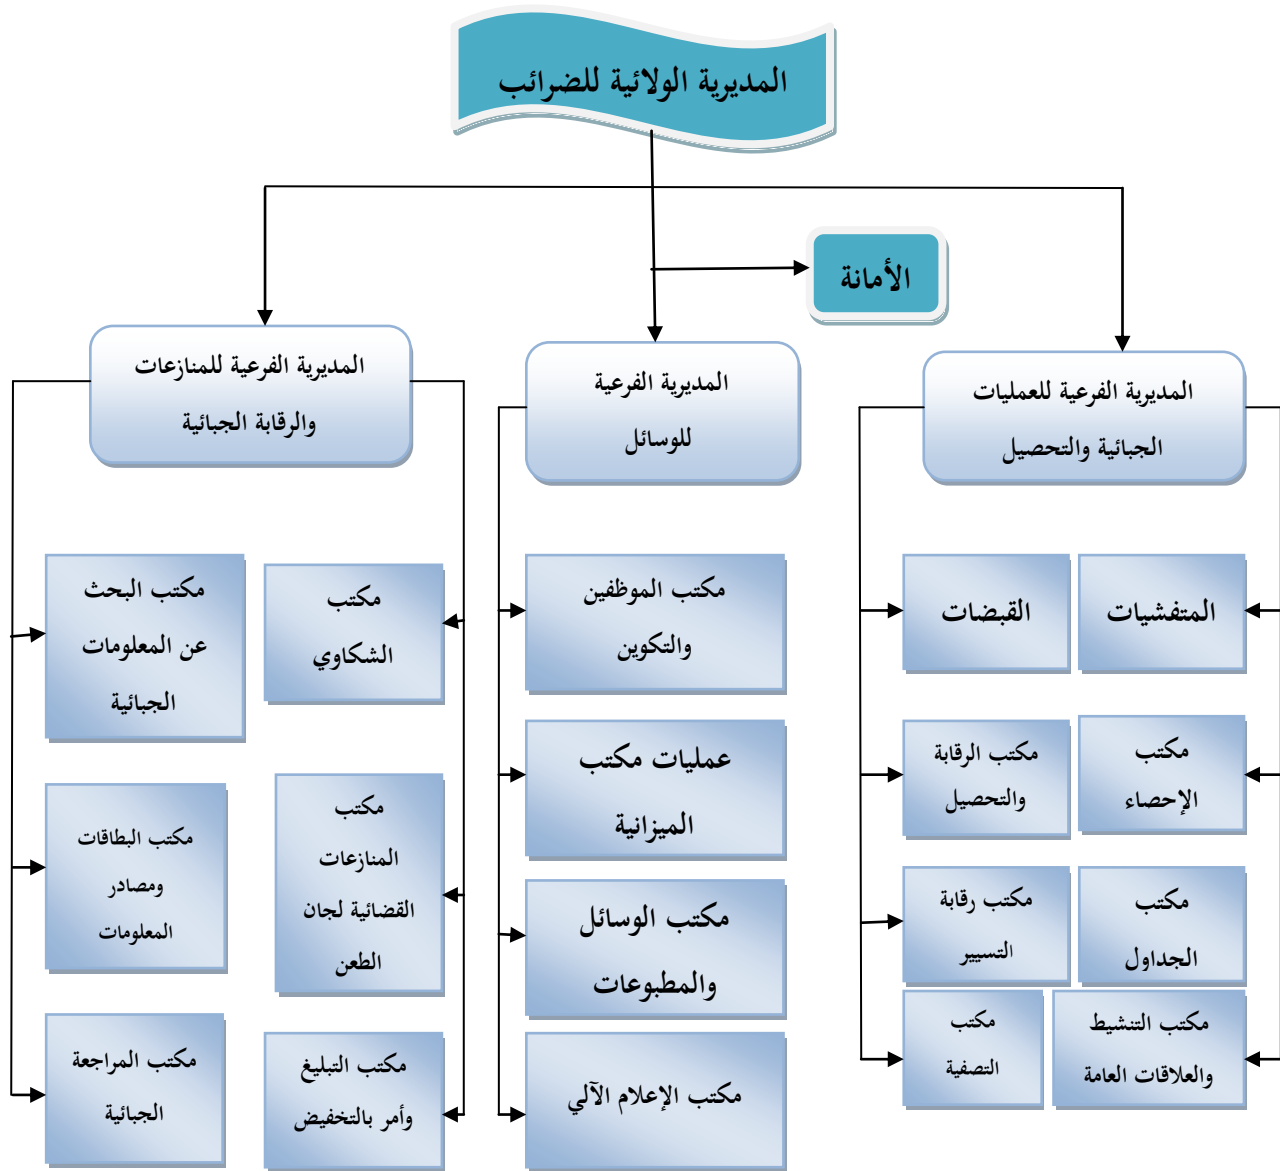 المديرية الولائية للضرائب
الأمانة
المديرية الفرعية للعمليات
الجبائية والتحصيل
المديرية الفرعية
للوسائل
المديرية الفرعية للمنازعات
والرقابة الجبائية
المتفشيات
القبضات
مكتب
الإحصاء
مكتب الرقابة
والتحصيل
مكتب
الجداول
مكتب رقابة
التسيير
مكتب التنشيط
والعلاقات العامة
مكتب
التصفية
مكتب الموظفين
والتكوين
عمليات مكتب
الميزانية
مكتب الوسائل
والمطبوعات
مكتب الإعلام الآلي
مكتب
الشكاوي
مكتب البحث
عن المعلومات
الجبائية
مكتب
المنازعات
القضائية لجان
الطعن
مكتب البطاقات
ومصادر
المعلومات
مكتب التبليغ
وأمر بالتخفيض
مكتب المراجعة
الجبائية